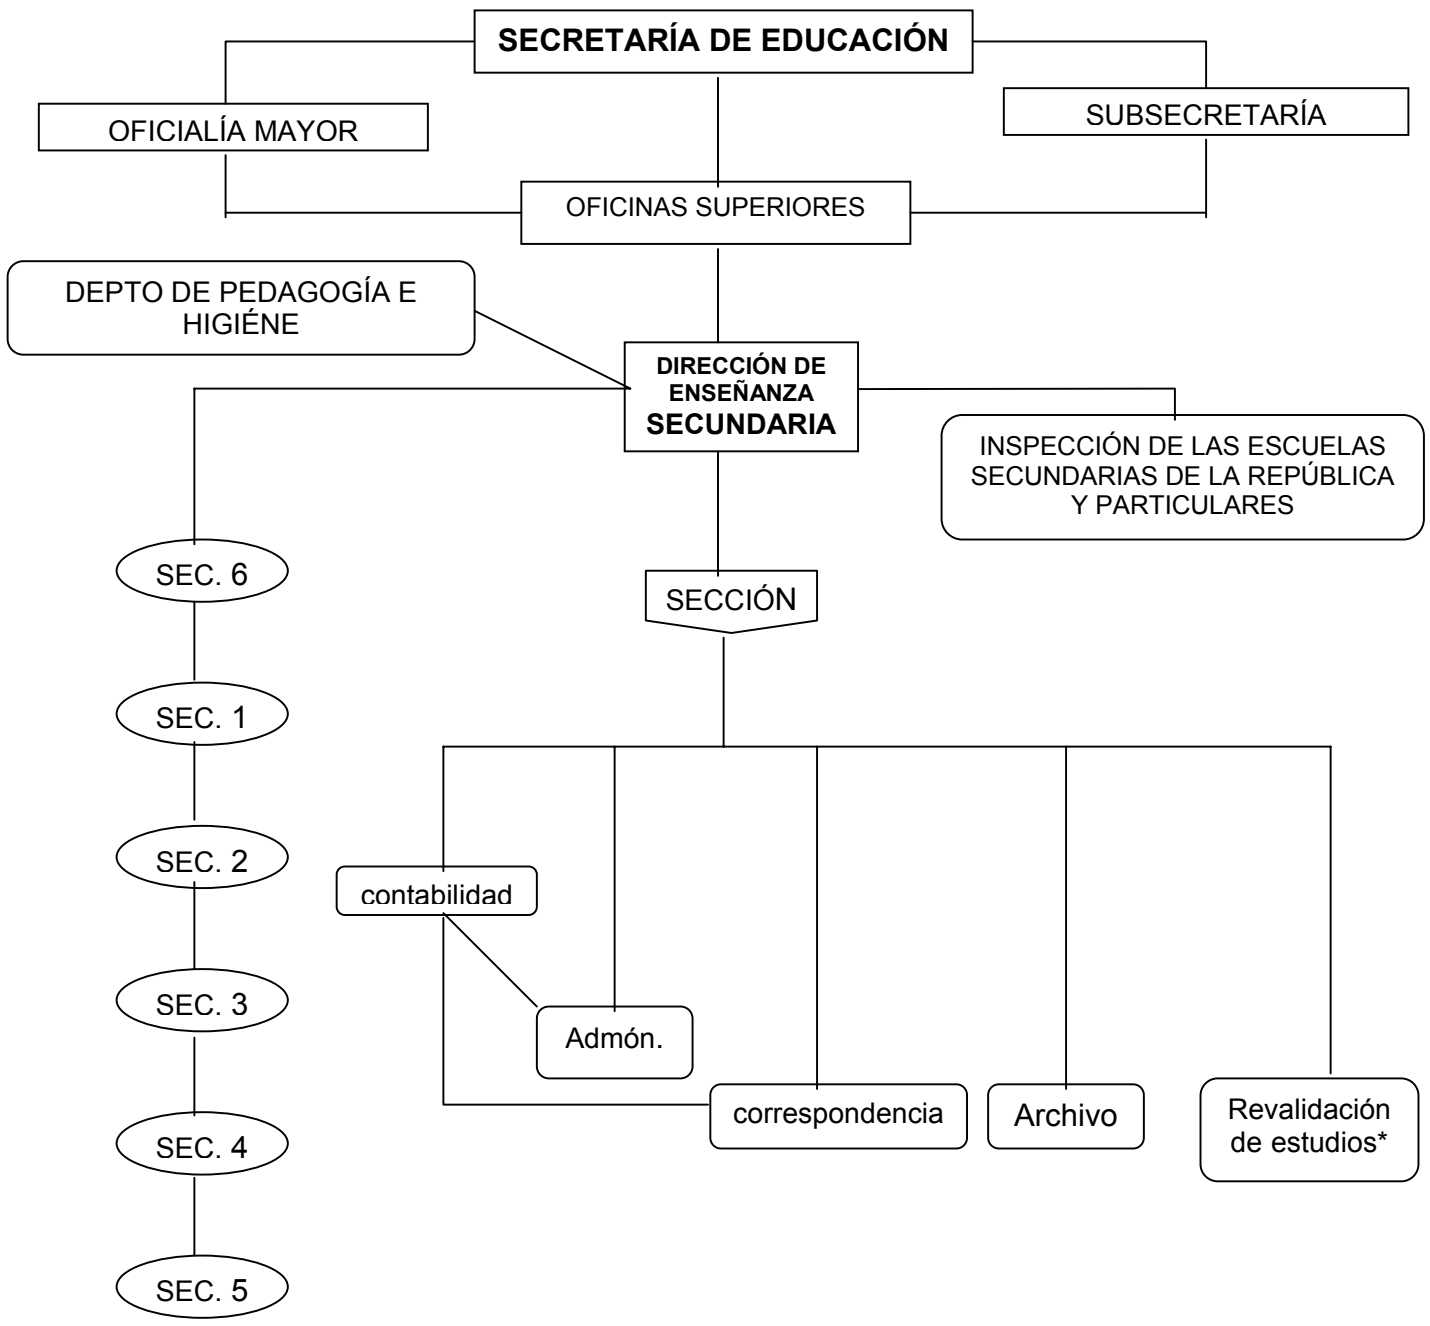 SECRETARÍA DE EDUCACIÓN
OFICIALÍA MAYOR
SUBSECRETARÍA
OFICINAS SUPERIORES
DEPTO DE PEDAGOGÍA E
HIGIÉNE
DIRECCIÓN DE
ENSEÑANZA
SECUNDARIA
INSPECCIÓN DE LAS ESCUELAS
SECUNDARIAS DE LA REPÚBLICA
Y PARTICULARES
SEC. 6
SECCIÓN
SEC. 1
SEC. 2
contabilidad
SEC. 3
Admón.
correspondencia
Archivo
Revalidación
de estudios*
SEC. 4
SEC. 5